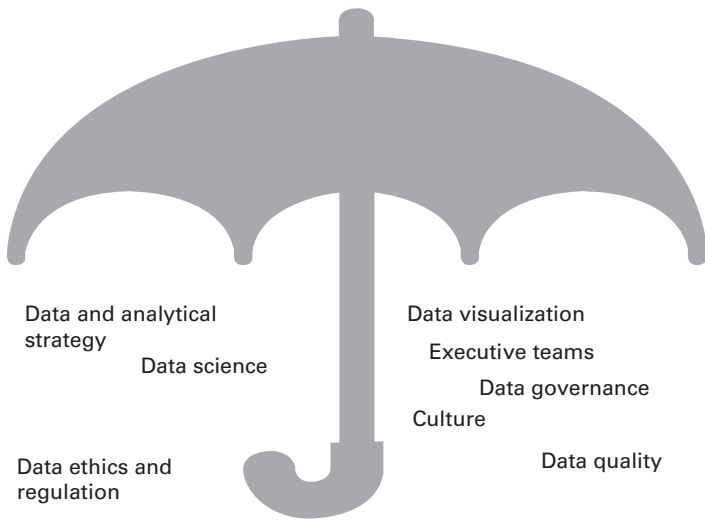 Data and analytical
strategy
Data science
Data ethics and
regulation
Data visualization
Executive teams
Data governance
Culture
Data quality